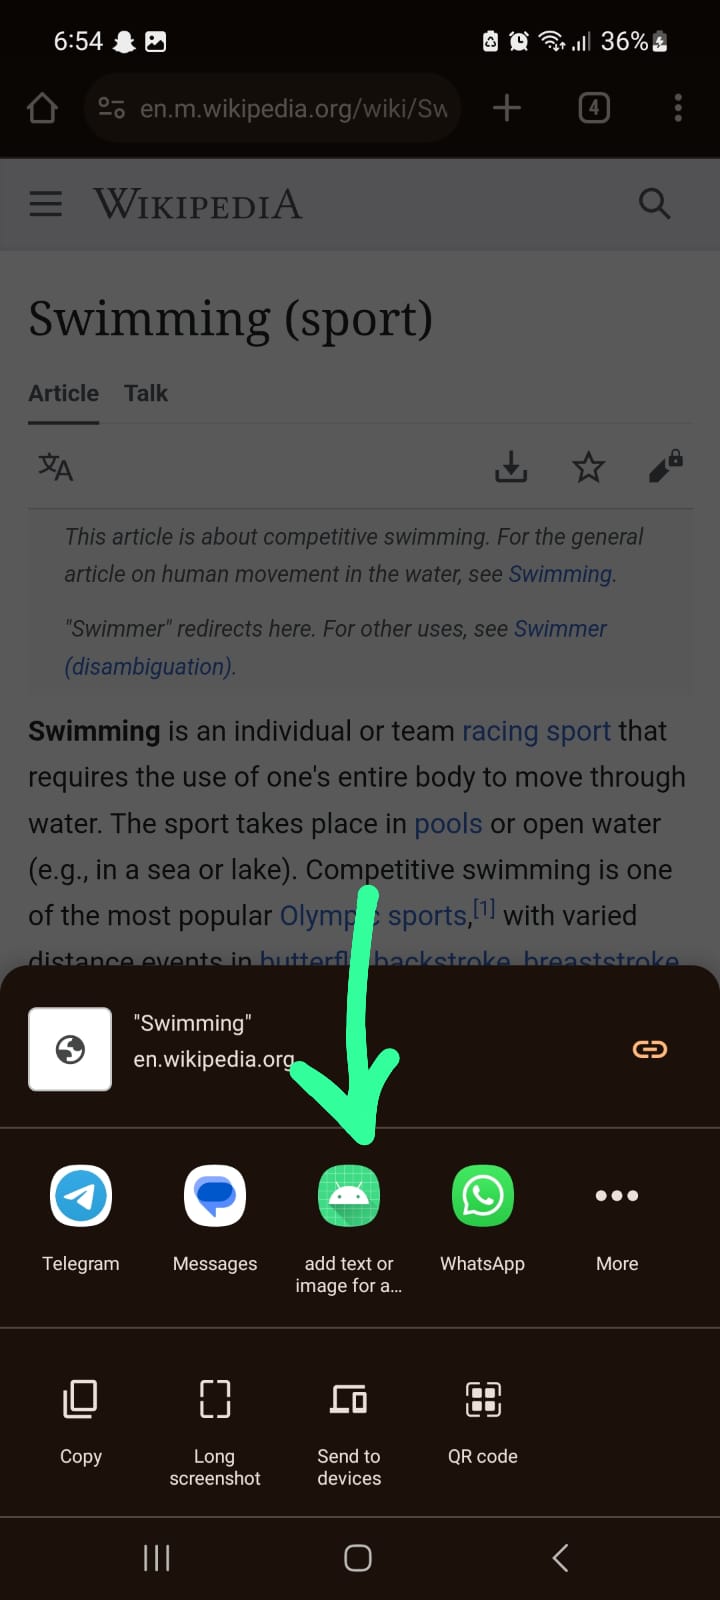 6:54
36%
en.m.wikipedia.org/wiki/Sw
4
WIKIPEDIA
Swimming (sport)
Article Talk
文A
This article is about competitive swimming. For the general
article on human movement in the water, see Swimming.
"Swimmer" redirects here. For other uses, see Swimmer
(disambiguation).
Swimming is an individual or team racing sport that
requires the use of one's entire body to move through
water. The sport takes place in pools or open water
(e.g., in a sea or lake). Competitive swimming is one
of the most popular Olympic sports,[1] with varied
distance events in butterfly, backstroke, breaststroke,
"Swimming"
en.wikipedia.org
Telegram
Messages
add text or
image for a...
WhatsApp
More
Copy
Long
screenshot
Send to
devices
QR code